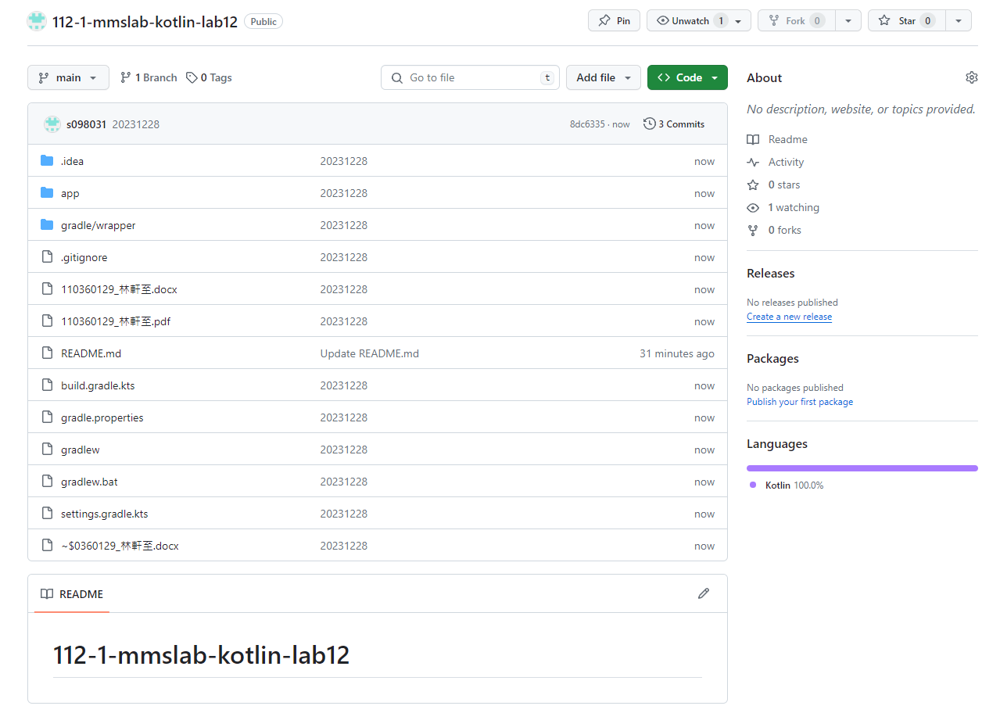 112-1-mmslab-kotlin-lab12 Public Pin Unwatch 1 Fork 0 Star 0
main 1 Branch 0 Tags Go to file t Add file Code
s098031 20231228 8dc6335 · now 3 Commits
.idea 20231228 now
app 20231228 now
gradle/wrapper 20231228 now
.gitignore 20231228 now
110360129_林軒至.docx 20231228 now
110360129_林軒至.pdf 20231228 now
README.md Update README.md 31 minutes ago
build.gradle.kts 20231228 now
gradle.properties 20231228 now
gradlew 20231228 now
gradlew.bat 20231228 now
settings.gradle.kts 20231228 now
~$0360129_林軒至.docx 20231228 now
README
112-1-mmslab-kotlin-lab12
About
No description, website, or topics provided.
Readme
Activity
0 stars
1 watching
0 forks
Releases
No releases published
Create a new release
Packages
No packages published
Publish your first package
Languages
Kotlin 100.0%